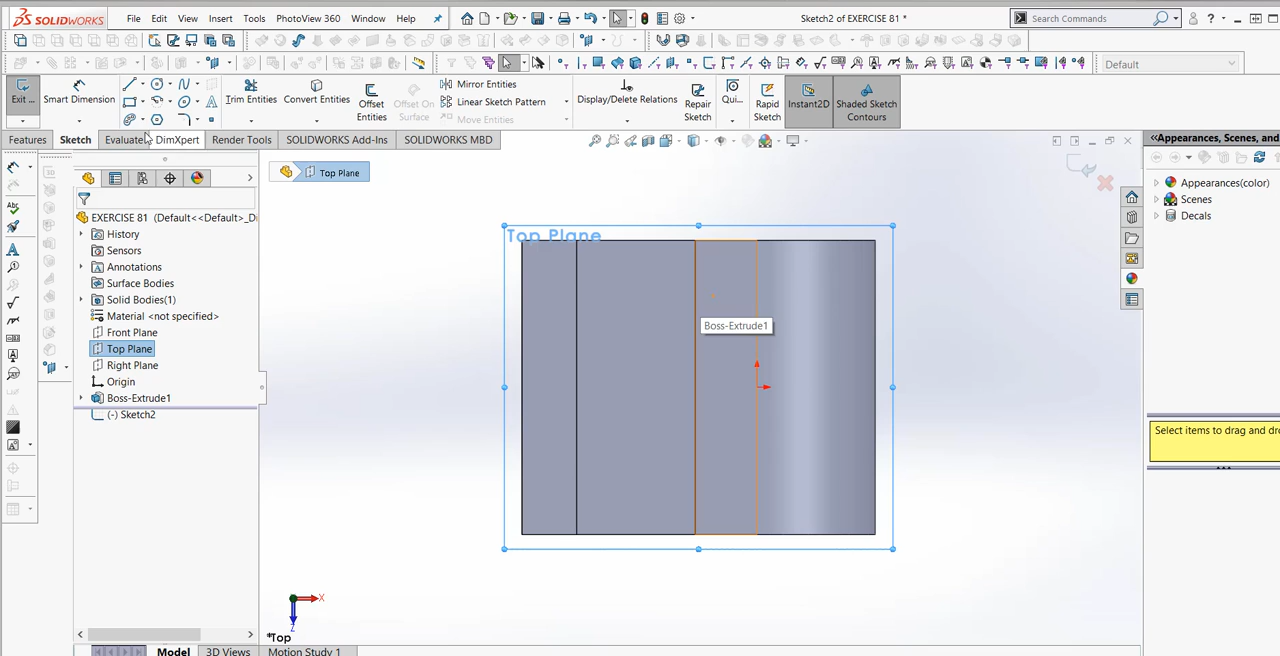 SOLIDWORKS File Edit View Insert Tools PhotoView 360 Window Help Sketch2 of EXERCISE 81 * Search Commands ?
Default
Exit ... Smart Dimension Trim Entities Convert Entities Offset Entities Offset On Surface Mirror Entities Linear Sketch Pattern Move Entities Display/Delete Relations Repair Sketch Qui... Rapid Sketch Instant2D Shaded Sketch Contours
Features Sketch Evaluate DimXpert Render Tools SOLIDWORKS Add-Ins SOLIDWORKS MBD
Appearances, Scenes, and
Top Plane
Appearances(color)
Scenes
Decals
EXERCISE 81 (Default<<Default>_Di
History
Sensors
Annotations
Surface Bodies
Solid Bodies(1)
Material <not specified>
Front Plane
Top Plane
Right Plane
Origin
Boss-Extrude1
(-) Sketch2
Top Plane
Boss-Extrude1
Select items to drag and dro
X
Z
*Top
Model 3D Views Motion Study 1